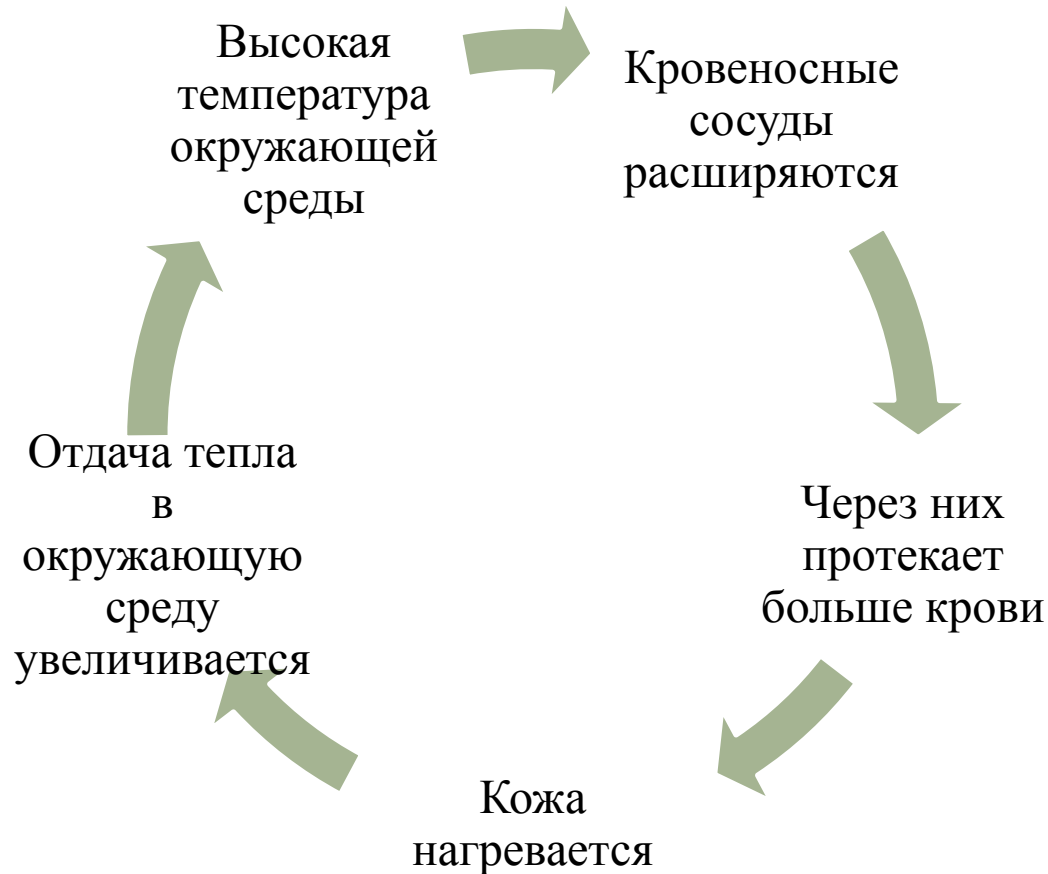 Высокая
температура
окружающей
среды
Кровеносные
сосуды
расширяются
Через них
протекает
больше крови
Кожа
нагревается
Отдача тепла
в
окружающую
среду
увеличивается